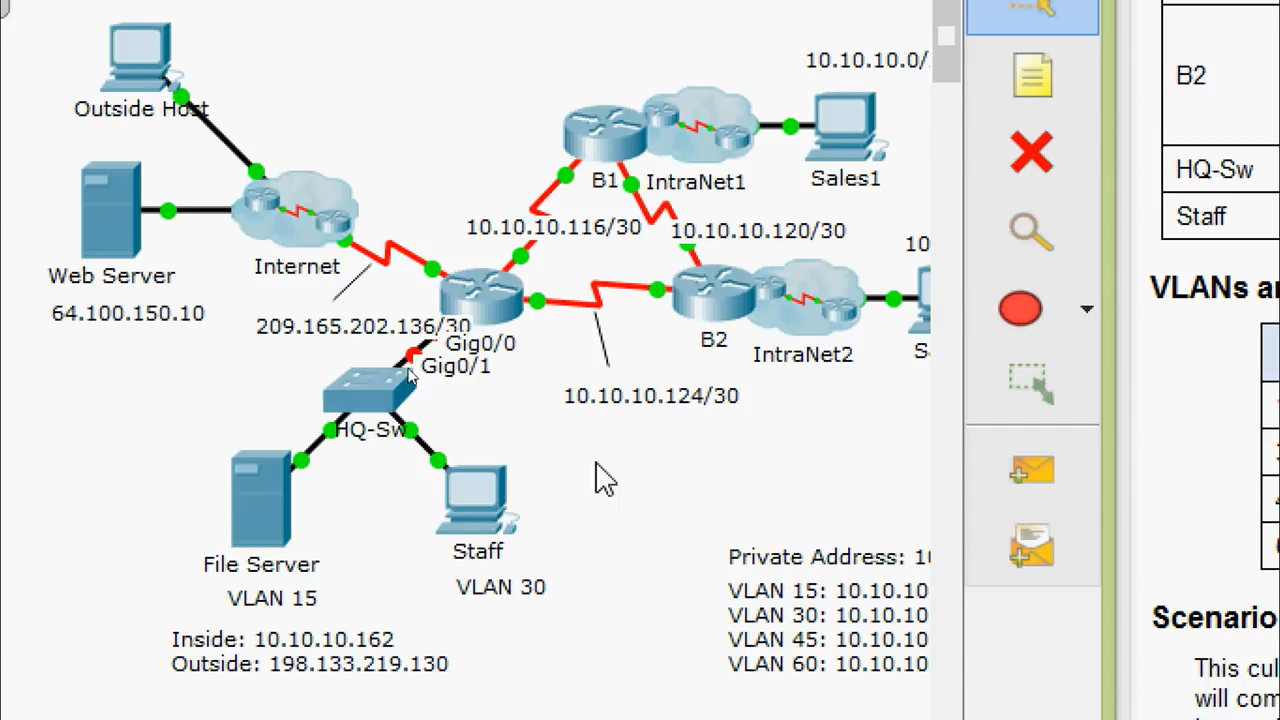 Outside Host
Web Server
64.100.150.10
Internet
209.165.202.136/30
B1
IntraNet1
10.10.10.0/
Sales1
10.10.10.116/30
10.10.10.120/30
10
B2
IntraNet2
Gig0/0
Gig0/1
10.10.10.124/30
HQ-Sw
File Server
VLAN 15
Staff
VLAN 30
Inside: 10.10.10.162
Outside: 198.133.219.130
Private Address: 10
VLAN 15: 10.10.10
VLAN 30: 10.10.10
VLAN 45: 10.10.10
VLAN 60: 10.10.10
B2
HQ-Sw
Staff
VLANs a
Scenario
This cul
will com